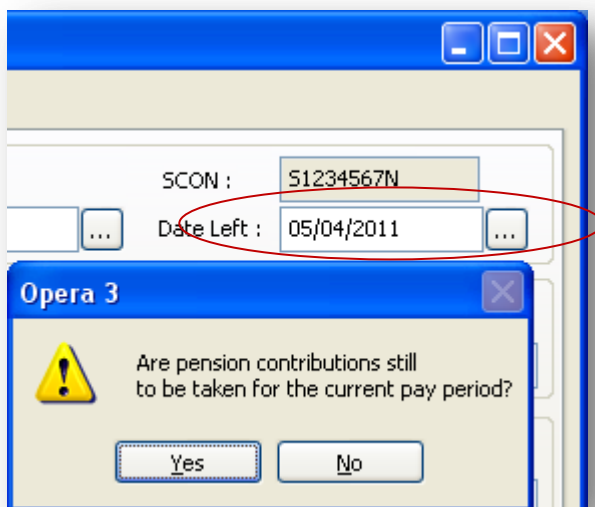 SCON : S1234567N
... Date Left : 05/04/2011 ...
Opera 3
Are pension contributions still
to be taken for the current pay period?
Yes No